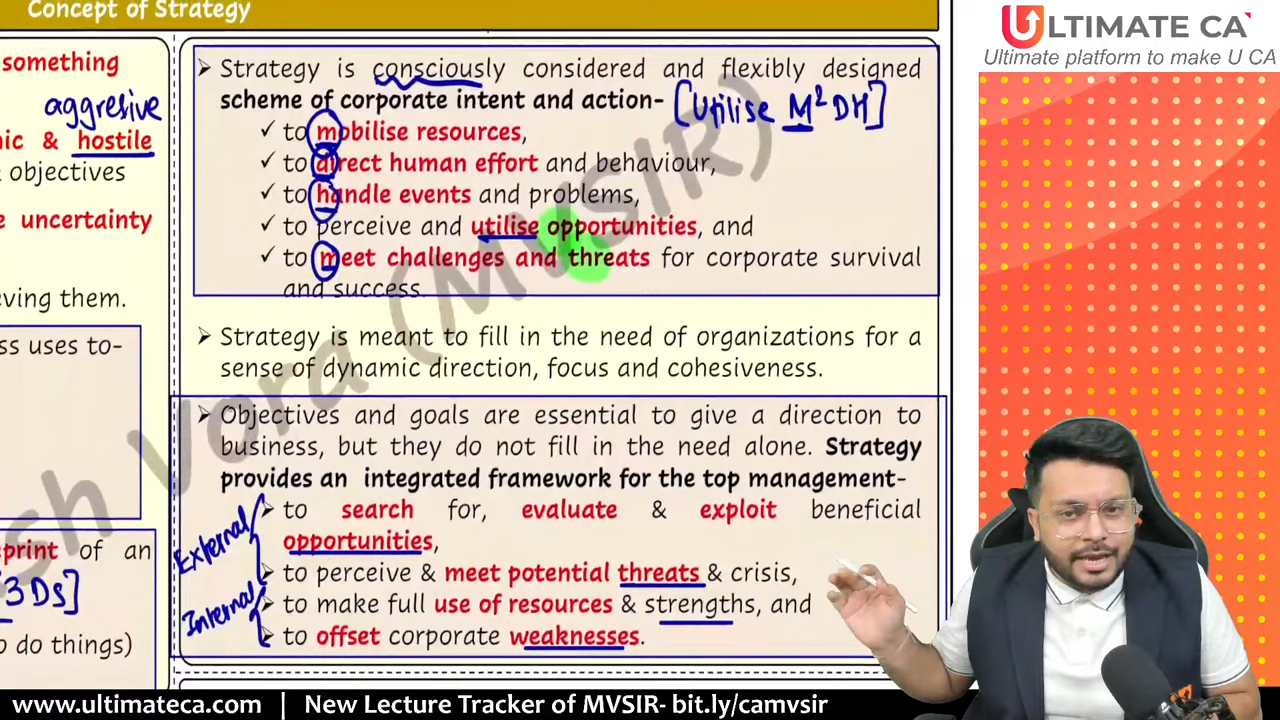 Concept of Strategy
ULTIMATE CA
Ultimate platform to make U CA
something
aggresive
ic & hostile
objectives
e uncertainty
eving them.
ss uses to-
eprint of an
3 DS]
o do things)
➢ Strategy is consciously considered and flexibly designed
scheme of corporate intent and action- [Utilise M² DH]
✓ to mobilise resources,
✓ to direct human effort and behaviour,
✓ to handle events and problems,
✓ to perceive and utilise opportunities, and
✓ to meet challenges and threats for corporate survival
and success.
➢ Strategy is meant to fill in the need of organizations for a
sense of dynamic direction, focus and cohesiveness.
➢ Objectives and goals are essential to give a direction to
business, but they do not fill in the need alone. Strategy
provides an integrated framework for the top management-
External
➢ to search for, evaluate & exploit beneficial
opportunities,
➢ to perceive & meet potential threats & crisis,
Internal
➢ to make full use of resources & strengths, and
➢ to offset corporate weaknesses.
sh Vora (MVSIR)
www.ultimateca.com | New Lecture Tracker of MVSIR- bit.ly/camvsir